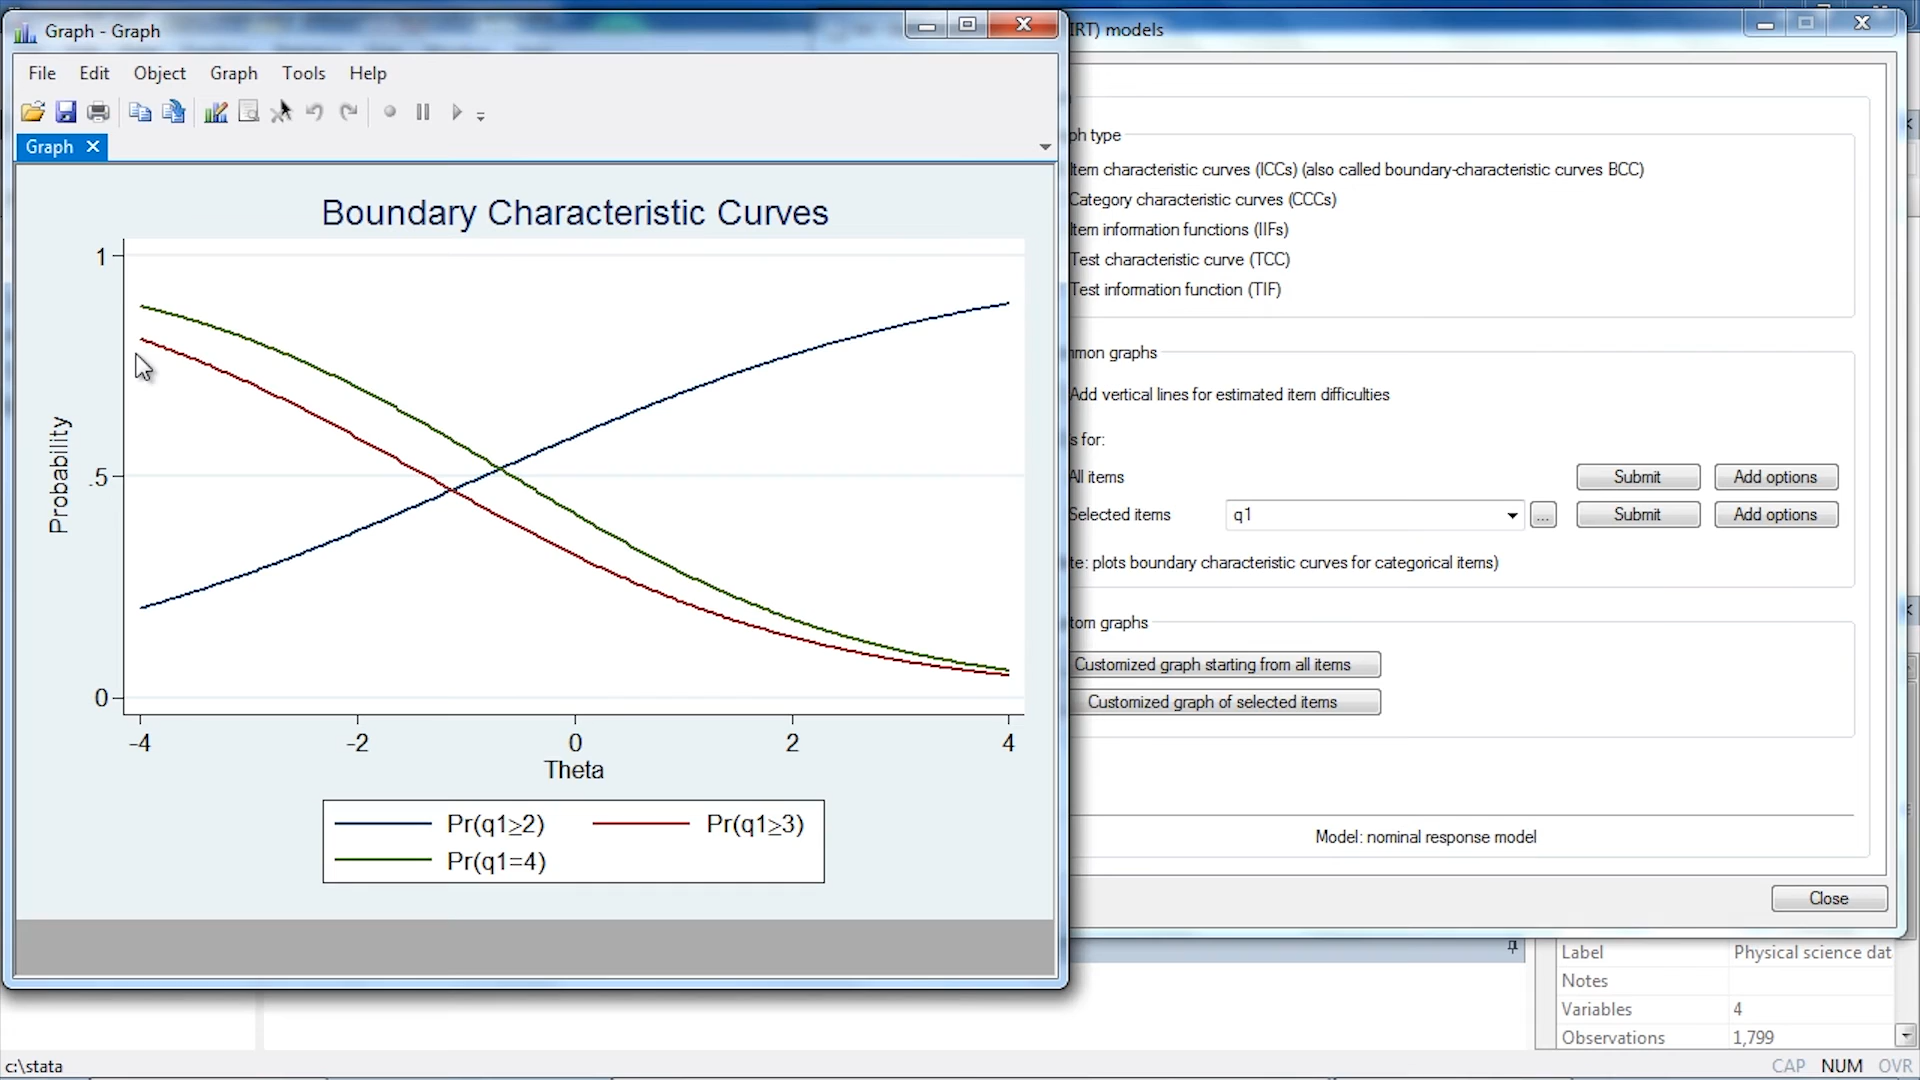 Graph - Graph
File Edit Object Graph Tools Help
Graph
Boundary Characteristic Curves
1
.5
0
Probability
-4 -2 0 2 4
Theta
Pr(q1≥2) Pr(q1≥3)
Pr(q1=4)
IRT) models
ph type
Item characteristic curves (ICCs) (also called boundary-characteristic curves BCC)
Category characteristic curves (CCCs)
Item information functions (IIFs)
Test characteristic curve (TCC)
Test information function (TIF)
mon graphs
Add vertical lines for estimated item difficulties
s for:
All items Submit Add options
Selected items q1 ... Submit Add options
te: plots boundary characteristic curves for categorical items)
tom graphs
Customized graph starting from all items
Customized graph of selected items
Model: nominal response model
Close
Label Physical science dat
Notes
Variables 4
Observations 1,799
c:\stata CAP NUM OVR